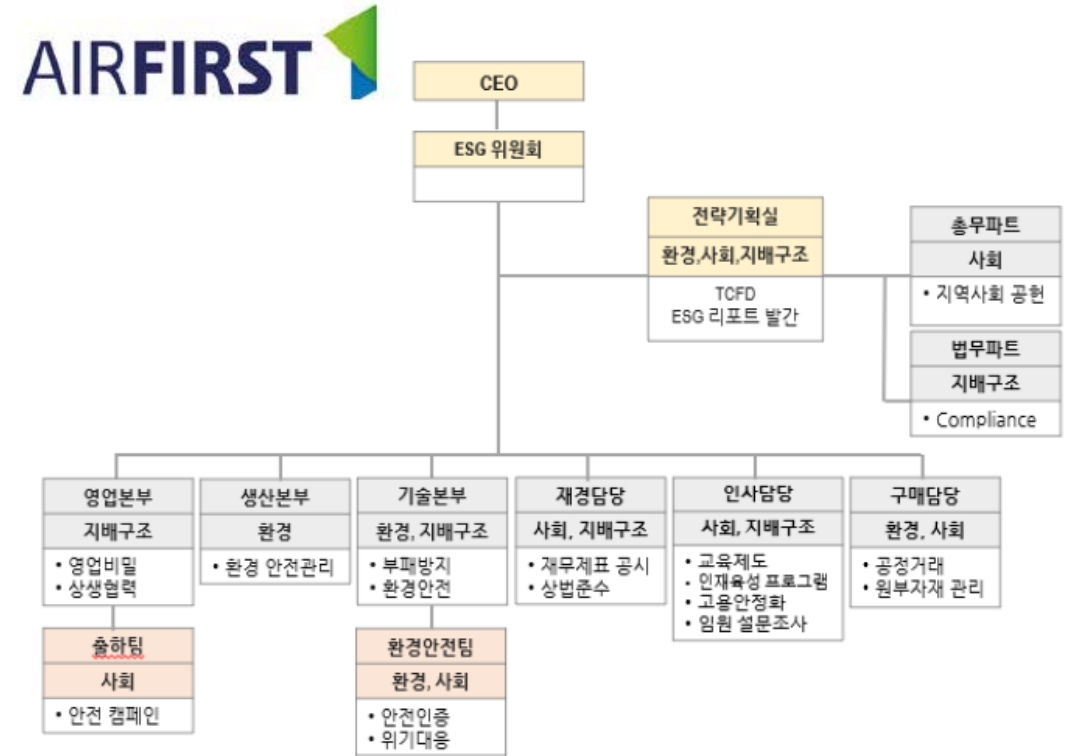 AIRFIRST
CEO
ESG 위원회
전략기획실
환경,사회,지배구조
TCFD
ESG 리포트 발간
총무파트
사회
• 지역사회 공헌
법무파트
지배구조
• Compliance
영업본부
지배구조
• 영업비밀
• 상생협력
출하팀
사회
• 안전 캠페인
생산본부
환경
• 환경 안전관리
기술본부
환경, 지배구조
• 부패방지
• 환경안전
환경안전팀
환경, 사회
• 안전인증
• 위기대응
재경담당
사회, 지배구조
• 재무제표 공시
• 상법준수
인사담당
사회, 지배구조
• 교육제도
• 인재육성 프로그램
• 고용안정화
• 임원 설문조사
구매담당
환경, 사회
• 공정거래
• 원부자재 관리